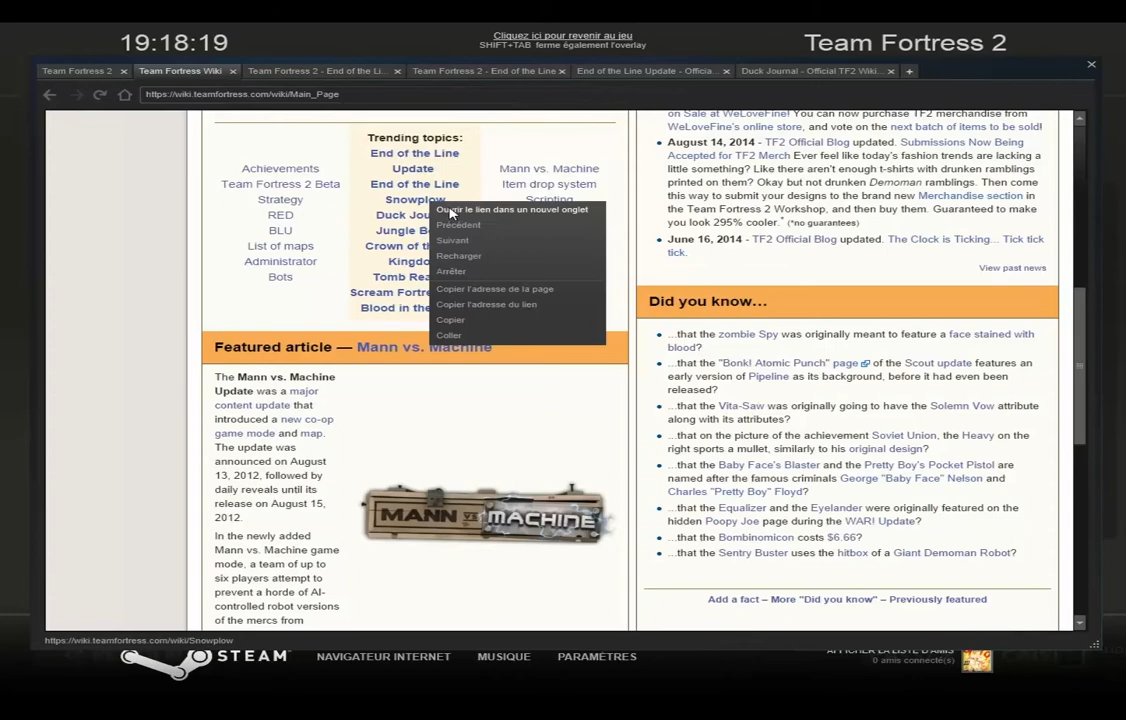 19:18:19
Cliquez ici pour revenir au jeu
SHIFT+TAB ferme également l'overlay
Team Fortress 2
Team Fortress 2 ×
Team Fortress Wiki ×
Team Fortress 2 - End of the Li... ×
Team Fortress 2 - End of the Line ×
End of the Line Update - Officia... ×
Duck Journal - Official TF2 Wiki... ×
+
https://wiki.teamfortress.com/wiki/Main_Page
Achievements
Team Fortress 2 Beta
Strategy
RED
BLU
List of maps
Administrator
Bots
Trending topics:
End of the Line
Update
End of the Line
Snowplow
Duck Jou
Jungle
Crown of the
Kingdo
Tomb Rea
Scream Fortre
Blood in the
Mann vs. Machine
Item drop system
Scripting
Ouvrir le lien dans un nouvel onglet
Précédent
Suivant
Recharger
Arrêter
Copier l'adresse de la page
Copier l'adresse du lien
Copier
Coller
Featured article — Mann vs. Machine
The Mann vs. Machine
Update was a major
content update that
introduced a new co-op
game mode and map.
The update was
announced on August
13, 2012, followed by
daily reveals until its
release on August 15,
2012.
In the newly added
Mann vs. Machine game
mode, a team of up to
six players attempt to
prevent a horde of AI-
controlled robot versions
of the mercs from
MANN VS MACHINE
on Sale at WeLoveFine! You can now purchase TF2 merchandise from
WeLoveFine's online store, and vote on the next batch of items to be sold!
August 14, 2014 - TF2 Official Blog updated. Submissions Now Being
Accepted for TF2 Merch Ever feel like today's fashion trends are lacking a
little something? Like there aren't enough t-shirts with drunken ramblings
printed on them? Okay but not drunken Demoman ramblings. Then come
this way to submit your designs to the brand new Merchandise section in
the Team Fortress 2 Workshop, and then buy them. Guaranteed to make
you look 295% cooler.* (*no guarantees)
June 16, 2014 - TF2 Official Blog updated. The Clock is Ticking... Tick tick
tick.
View past news
Did you know…
…that the zombie Spy was originally meant to feature a face stained with
blood?
…that the "Bonk! Atomic Punch" page of the Scout update features an
early version of Pipeline as its background, before it had even been
released?
…that the Vita-Saw was originally going to have the Solemn Vow attribute
along with its attributes?
…that on the picture of the achievement Soviet Union, the Heavy on the
right sports a mullet, similarly to his original design?
…that the Baby Face's Blaster and the Pretty Boy's Pocket Pistol are
named after the famous criminals George "Baby Face" Nelson and
Charles "Pretty Boy" Floyd?
…that the Equalizer and the Eyelander were originally featured on the
hidden Poopy Joe page during the WAR! Update?
…that the Bombinomicon costs $6.66?
…that the Sentry Buster uses the hitbox of a Giant Demoman Robot?
Add a fact – More "Did you know" – Previously featured
https://wiki.teamfortress.com/wiki/Snowplow
STEAM
NAVIGATEUR INTERNET
MUSIQUE
PARAMÈTRES
AFFICHER LA LISTE D'AMIS
0 amis connecté(s)